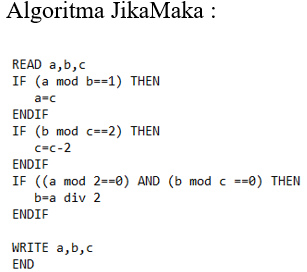 Algoritma JikaMaka :
READ a,b,c
IF (a mod b==1) THEN
a=c
ENDIF
IF (b mod c==2) THEN
c=c-2
ENDIF
IF ((a mod 2==0) AND (b mod c ==0) THEN
b=a div 2
ENDIF
WRITE a,b,c
END